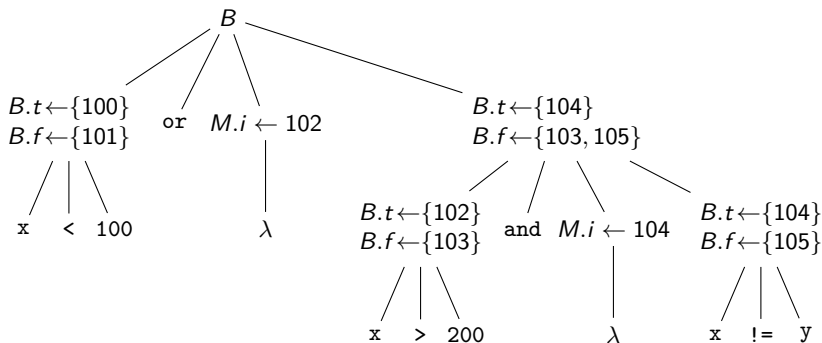 B
B.t←{100}
B.f←{101}
or
M.i ← 102
B.t←{104}
B.f←{103, 105}
x < 100
λ
B.t←{102}
B.f←{103}
and
M.i ← 104
B.t←{104}
B.f←{105}
x > 200
λ
x != y